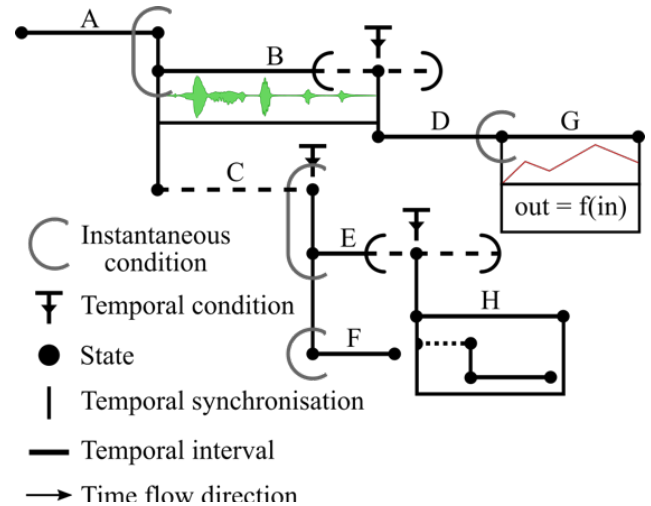 A
B
D
G
C
out = f(in)
E
H
F
Instantaneous
condition
Temporal condition
State
Temporal synchronisation
Temporal interval
Time flow direction